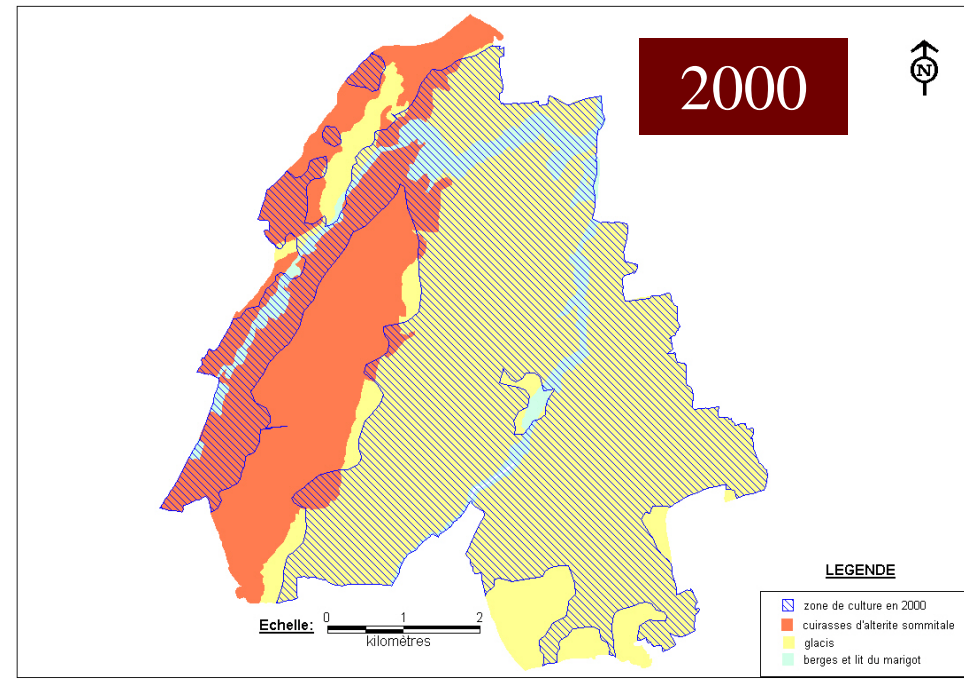 2000
N
LEGENDE
zone de culture en 2000
cuirasses d'alterite sommitale
glacis
berges et lit du marigot
Echelle: 0 1 2
kilomètres